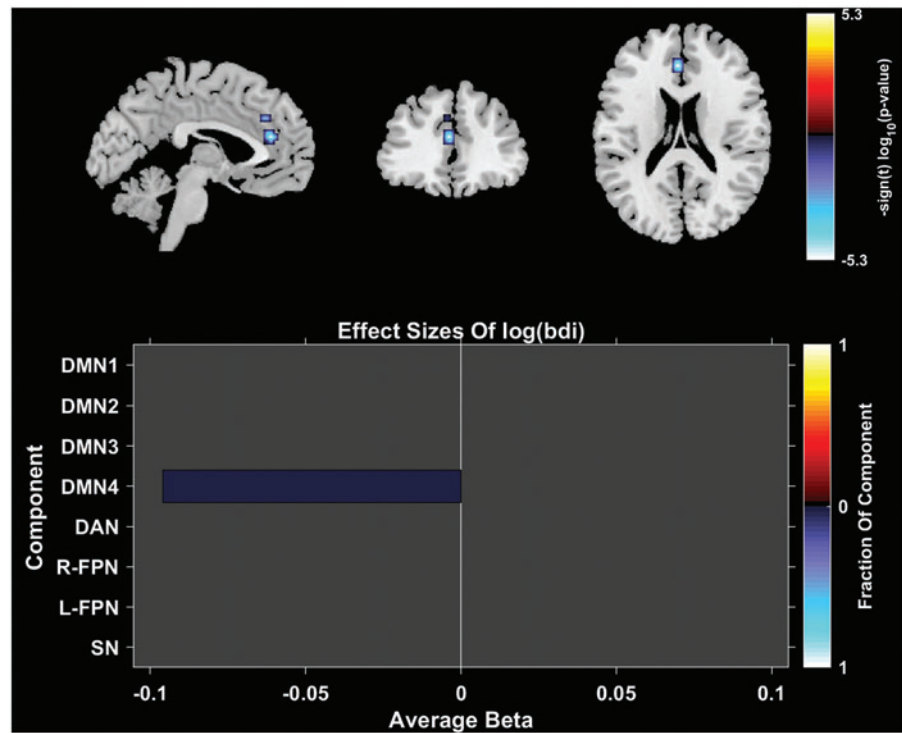 5.3
-sign(t) log10(p-value)
-5.3
Effect Sizes Of log(bdi)
Component
DMN1
DMN2
DMN3
DMN4
DAN
R-FPN
L-FPN
SN
-0.1
-0.05
0
0.05
0.1
Average Beta
1
0
1
Fraction Of Component